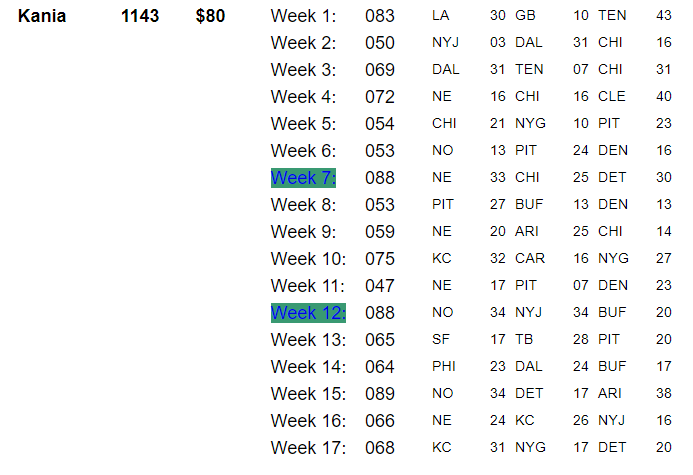 Kania 1143 $80 Week 1: 083 LA 30 GB 10 TEN 43
Week 2: 050 NYJ 03 DAL 31 CHI 16
Week 3: 069 DAL 31 TEN 07 CHI 31
Week 4: 072 NE 16 CHI 16 CLE 40
Week 5: 054 CHI 21 NYG 10 PIT 23
Week 6: 053 NO 13 PIT 24 DEN 16
Week 7: 088 NE 33 CHI 25 DET 30
Week 8: 053 PIT 27 BUF 13 DEN 13
Week 9: 059 NE 20 ARI 25 CHI 14
Week 10: 075 KC 32 CAR 16 NYG 27
Week 11: 047 NE 17 PIT 07 DEN 23
Week 12: 088 NO 34 NYJ 34 BUF 20
Week 13: 065 SF 17 TB 28 PIT 20
Week 14: 064 PHI 23 DAL 24 BUF 17
Week 15: 089 NO 34 DET 17 ARI 38
Week 16: 066 NE 24 KC 26 NYJ 16
Week 17: 068 KC 31 NYG 17 DET 20